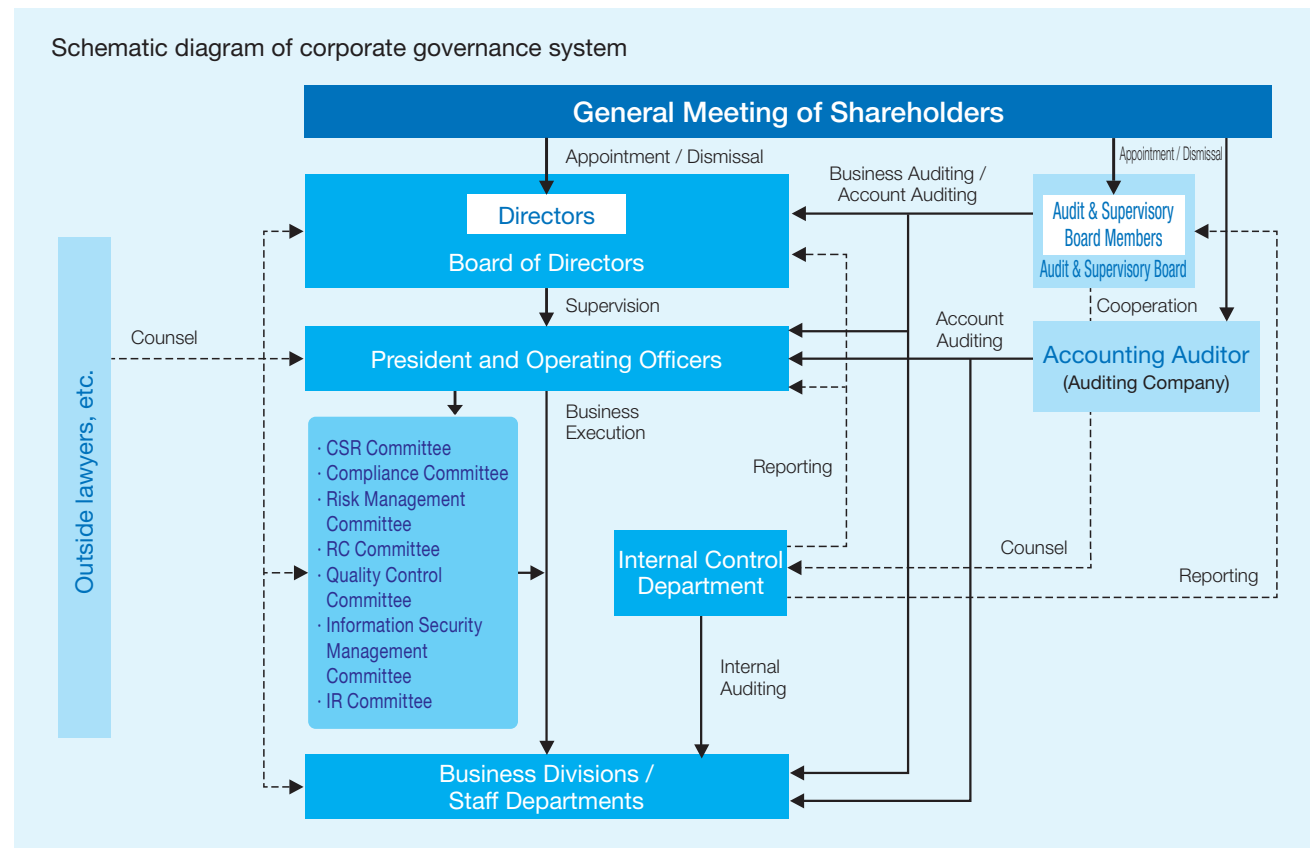 Schematic diagram of corporate governance system
General Meeting of Shareholders
Appointment / Dismissal
Appointment / Dismissal
Business Auditing /
Account Auditing
Directors
Board of Directors
Audit & Supervisory
Board Members
Audit & Supervisory Board
Supervision
Cooperation
Counsel
Account
Auditing
President and Operating Officers
Accounting Auditor
(Auditing Company)
Outside lawyers, etc.
Business
Execution
· CSR Committee
· Compliance Committee
· Risk Management
Committee
· RC Committee
· Quality Control
Committee
· Information Security
Management
Committee
· IR Committee
Reporting
Internal Control
Department
Counsel
Reporting
Internal
Auditing
Business Divisions /
Staff Departments